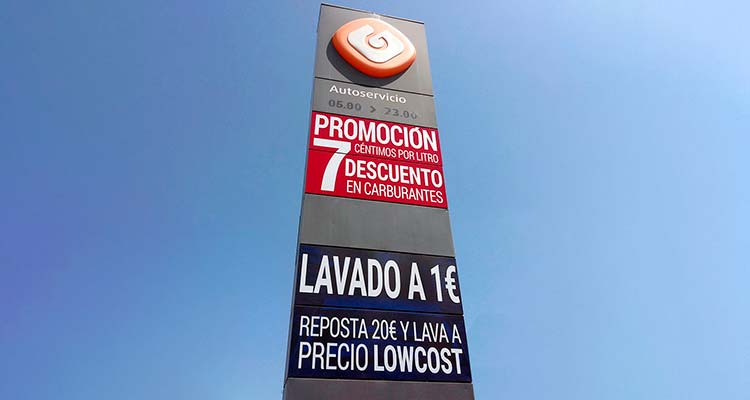 Autoservicio
05.00 > 23.00
PROMOCIÓN
7 CÉNTIMOS POR LITRO
DESCUENTO
EN CARBURANTES
LAVADO A 1€
REPOSTA 20€ Y LAVA A
PRECIO LOWCOST